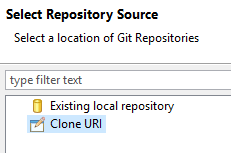 Select Repository Source
Select a location of Git Repositories
type filter text
Existing local repository
Clone URI